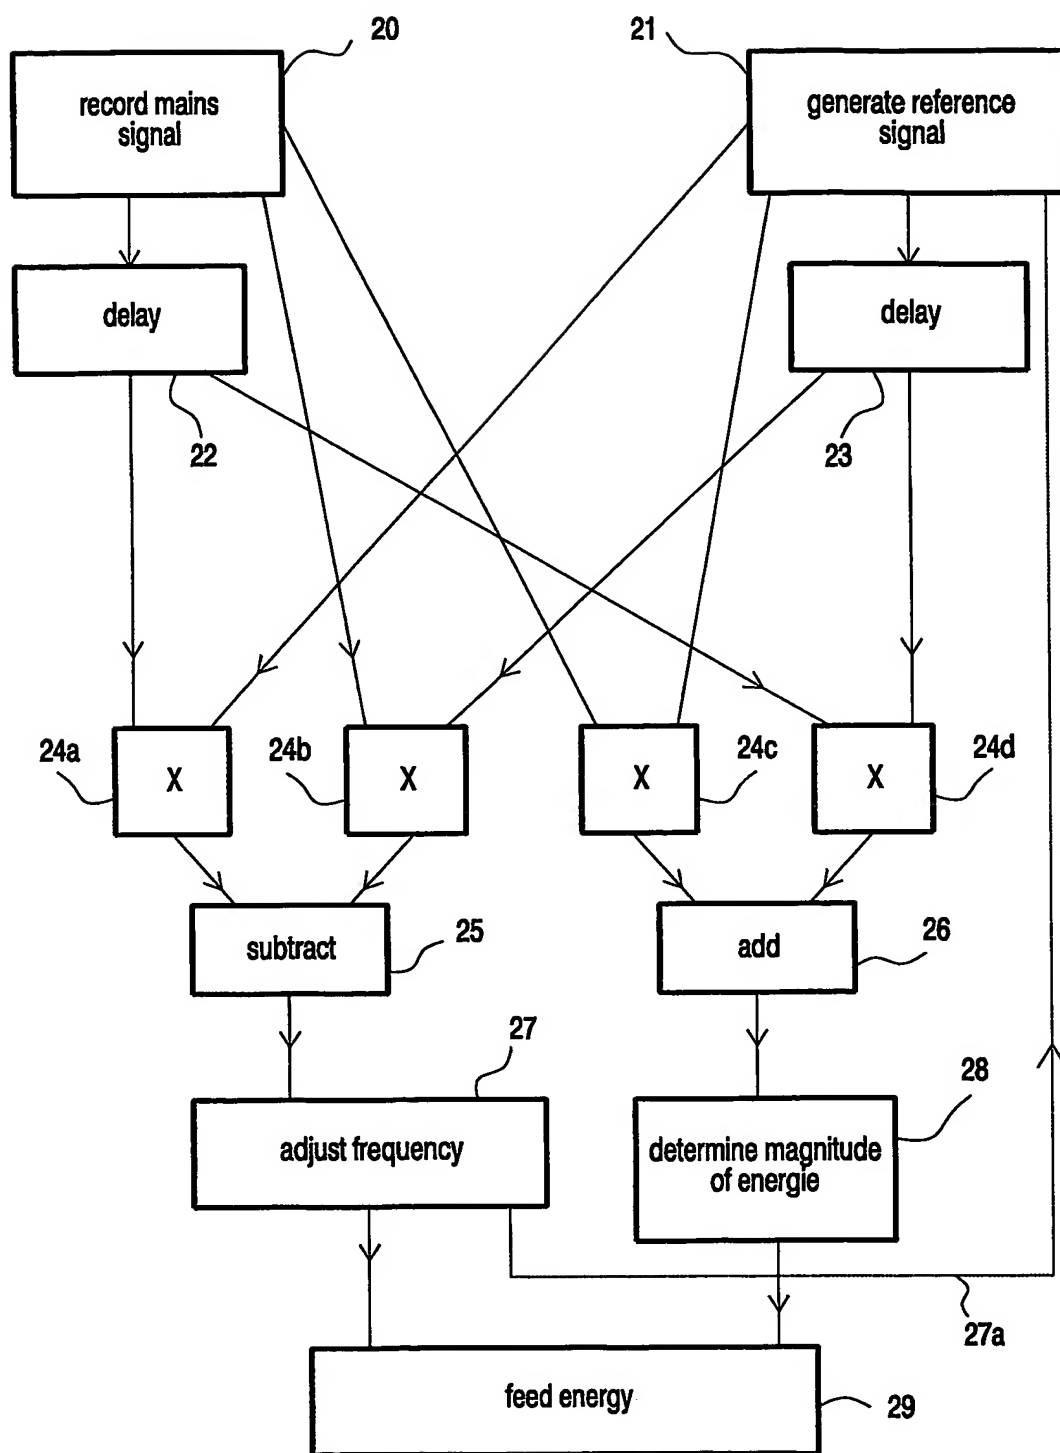 20
21
record mains
signal
generate reference
signal
delay
delay
22
23
24a
X
24b
X
X
24c
X
24d
subtract
25
add
26
27
28
adjust frequency
determine magnitude
of energie
27a
feed energy
29